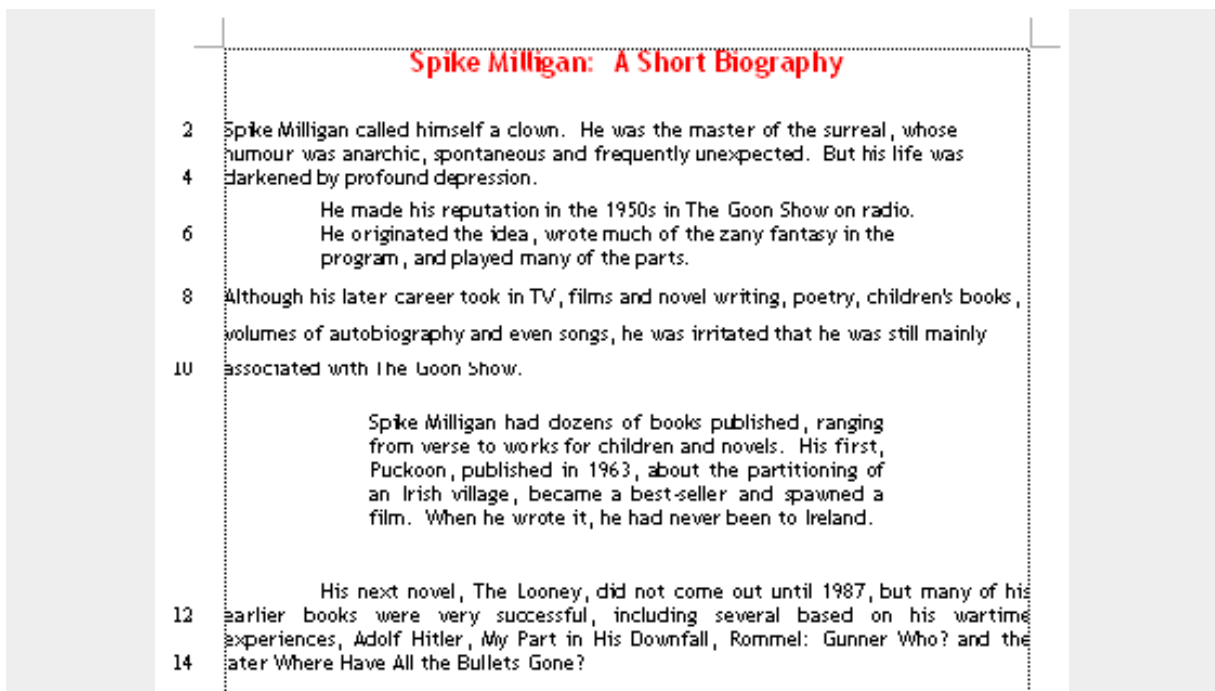 Spike Milligan: A Short Biography
2 Spike Milligan called himself a clown. He was the master of the surreal, whose
humour was anarchic, spontaneous and frequently unexpected. But his life was
4 darkened by profound depression.
He made his reputation in the 1950s in The Goon Show on radio.
6 He originated the idea, wrote much of the zany fantasy in the
program, and played many of the parts.
8 Although his later career took in TV, films and novel writing, poetry, children's books,
volumes of autobiography and even songs, he was irritated that he was still mainly
10 associated with The Goon Show.
Spike Milligan had dozens of books published, ranging
from verse to works for children and novels. His first,
Puckoon, published in 1963, about the partitioning of
an Irish village, became a best-seller and spawned a
film. When he wrote it, he had never been to Ireland.
His next novel, The Looney, did not come out until 1987, but many of his
12 earlier books were very successful, including several based on his wartime
experiences, Adolf Hitler, My Part in His Downfall, Rommel: Gunner Who? and the
14 later Where Have All the Bullets Gone?